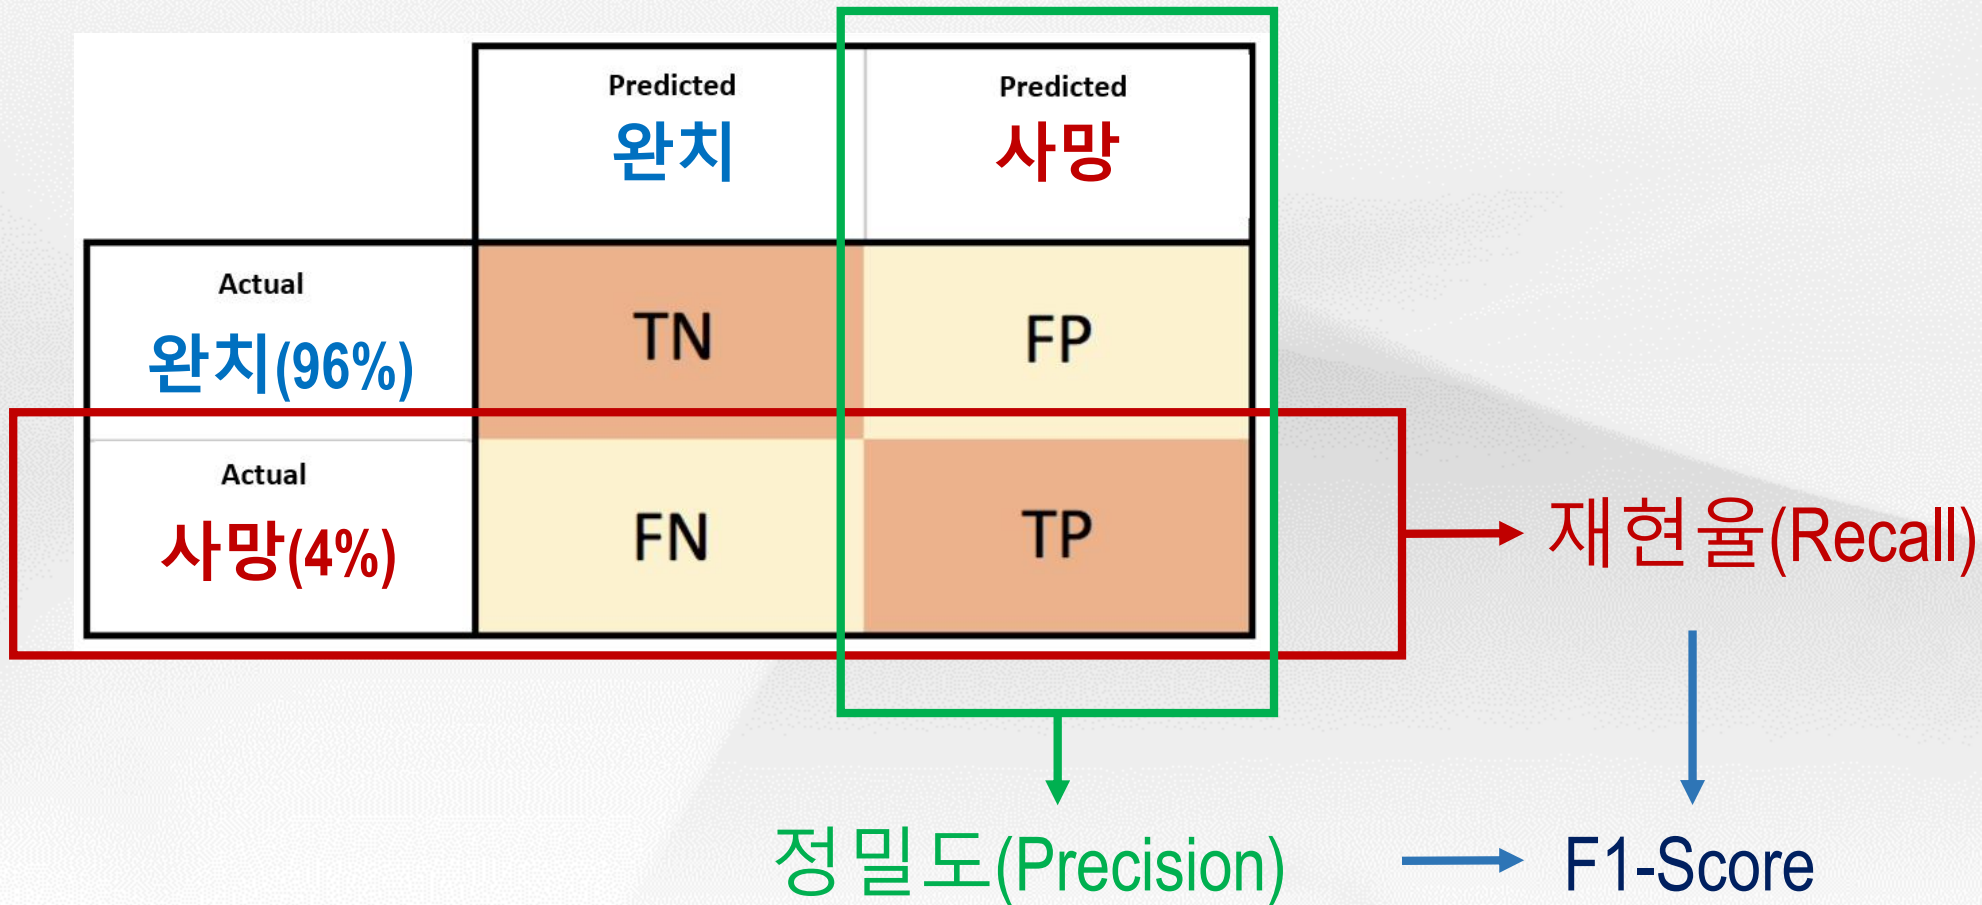 Predicted
완치
Predicted
사망
Actual
완치(96%)
TN
FP
Actual
사망(4%)
FN
TP
재현율(Recall)
정밀도(Precision)
F1-Score